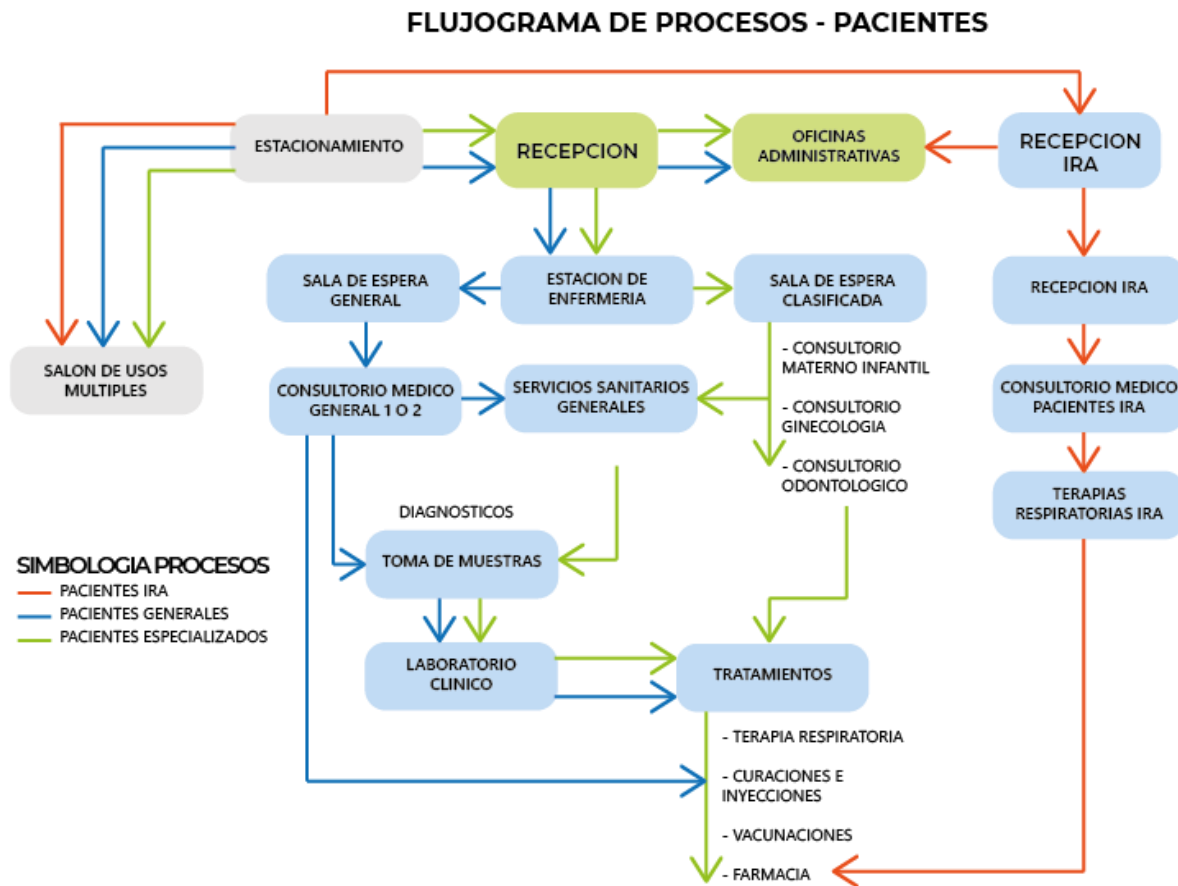 FLUJOGRAMA DE PROCESOS - PACIENTES
ESTACIONAMIENTO
RECEPCION
OFICINAS
ADMINISTRATIVAS
RECEPCION
IRA
SALA DE ESPERA
GENERAL
ESTACION DE
ENFERMERIA
SALA DE ESPERA
CLASIFICADA
RECEPCION IRA
SALON DE USOS
MULTIPLES
CONSULTORIO MEDICO
GENERAL 1 O 2
SERVICIOS SANITARIOS
GENERALES
- CONSULTORIO
MATERNO INFANTIL
- CONSULTORIO
GINECOLOGIA
- CONSULTORIO
ODONTOLOGICO
CONSULTORIO MEDICO
PACIENTES IRA
TERAPIAS
RESPIRATORIAS IRA
DIAGNOSTICOS
TOMA DE MUESTRAS
SIMBOLOGIA PROCESOS
PACIENTES IRA
PACIENTES GENERALES
PACIENTES ESPECIALIZADOS
LABORATORIO
CLINICO
TRATAMIENTOS
- TERAPIA RESPIRATORIA
- CURACIONES E
INYECCIONES
- VACUNACIONES
- FARMACIA